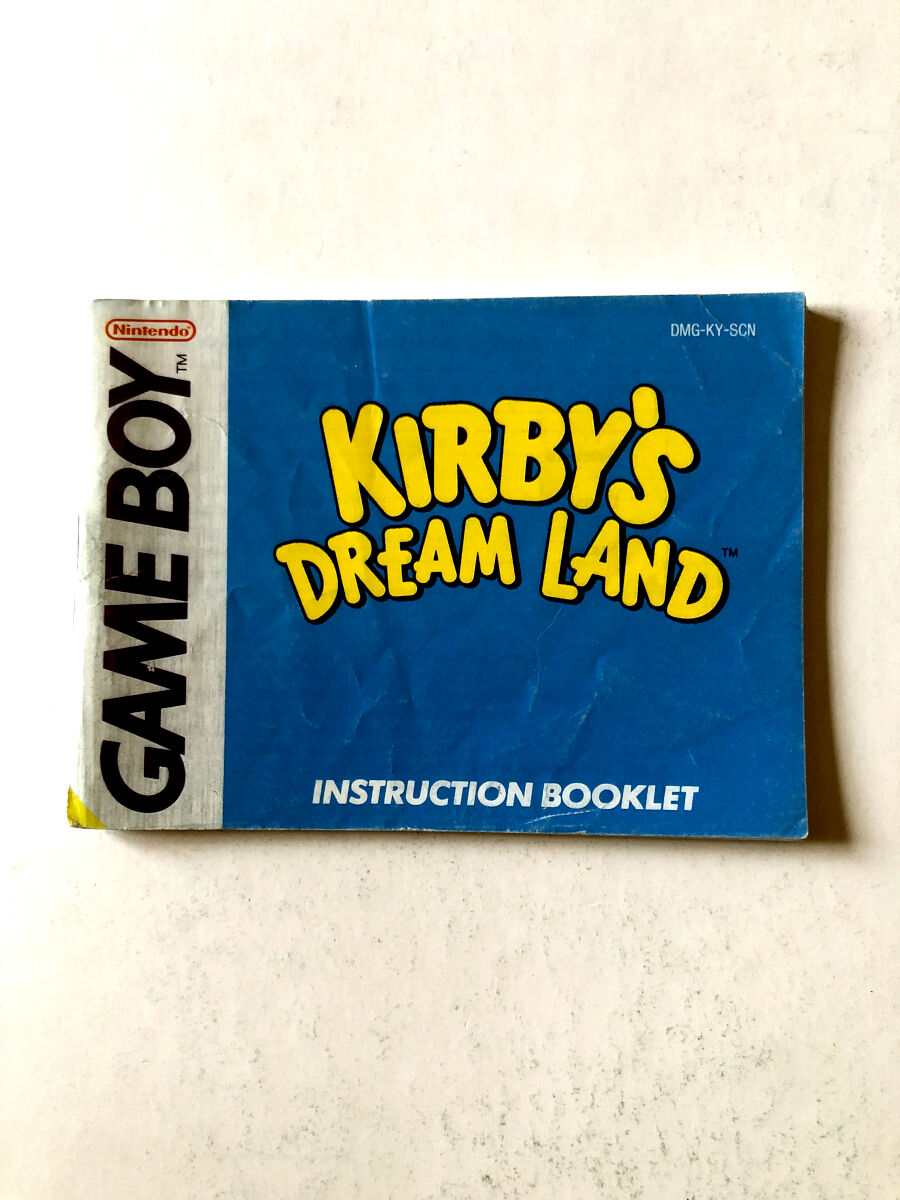 Nintendo®
GAME BOY™
DMG-KY-SCN
KIRBY'S
DREAM LAND™
INSTRUCTION BOOKLET